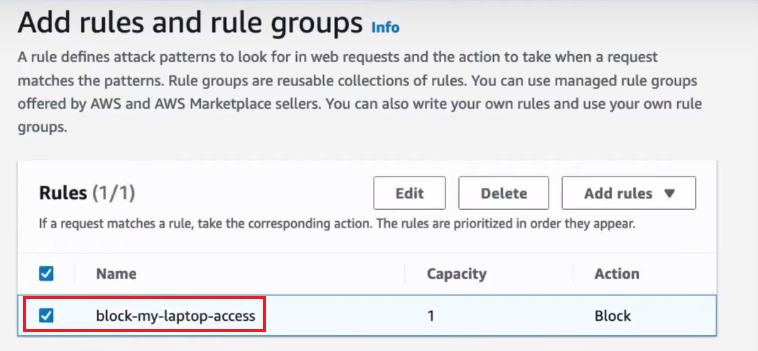 Add rules and rule groups Info
A rule defines attack patterns to look for in web requests and the action to take when a request
matches the patterns. Rule groups are reusable collections of rules. You can use managed rule groups
offered by AWS and AWS Marketplace sellers. You can also write your own rules and use your own rule
groups.
Rules (1/1) Edit Delete Add rules
If a request matches a rule, take the corresponding action. The rules are prioritized in order they appear.
Name Capacity Action
block-my-laptop-access 1 Block